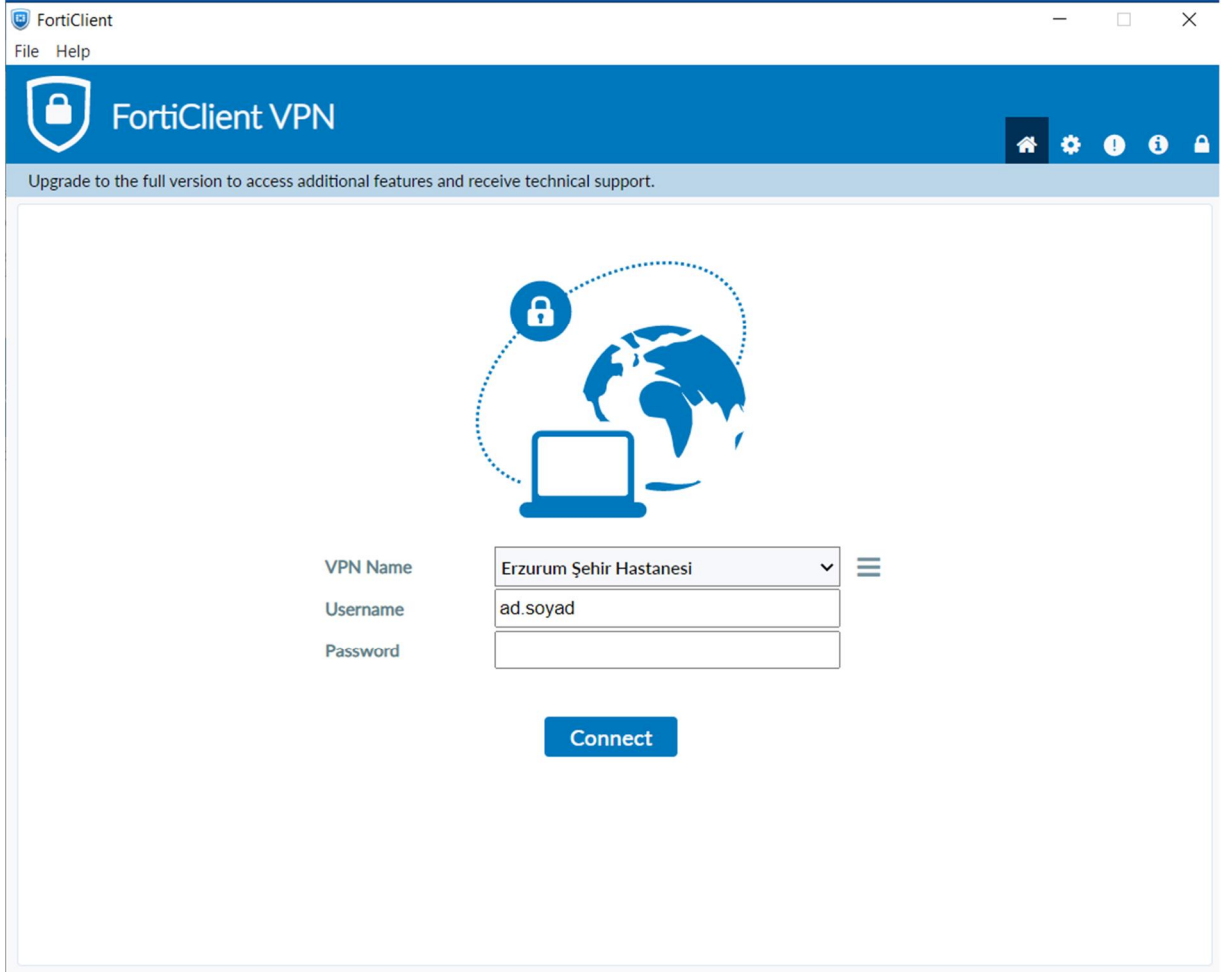 FortiClient
File Help
FortiClient VPN
Upgrade to the full version to access additional features and receive technical support.
VPN Name Erzurum Şehir Hastanesi
Username ad.soyad
Password
Connect